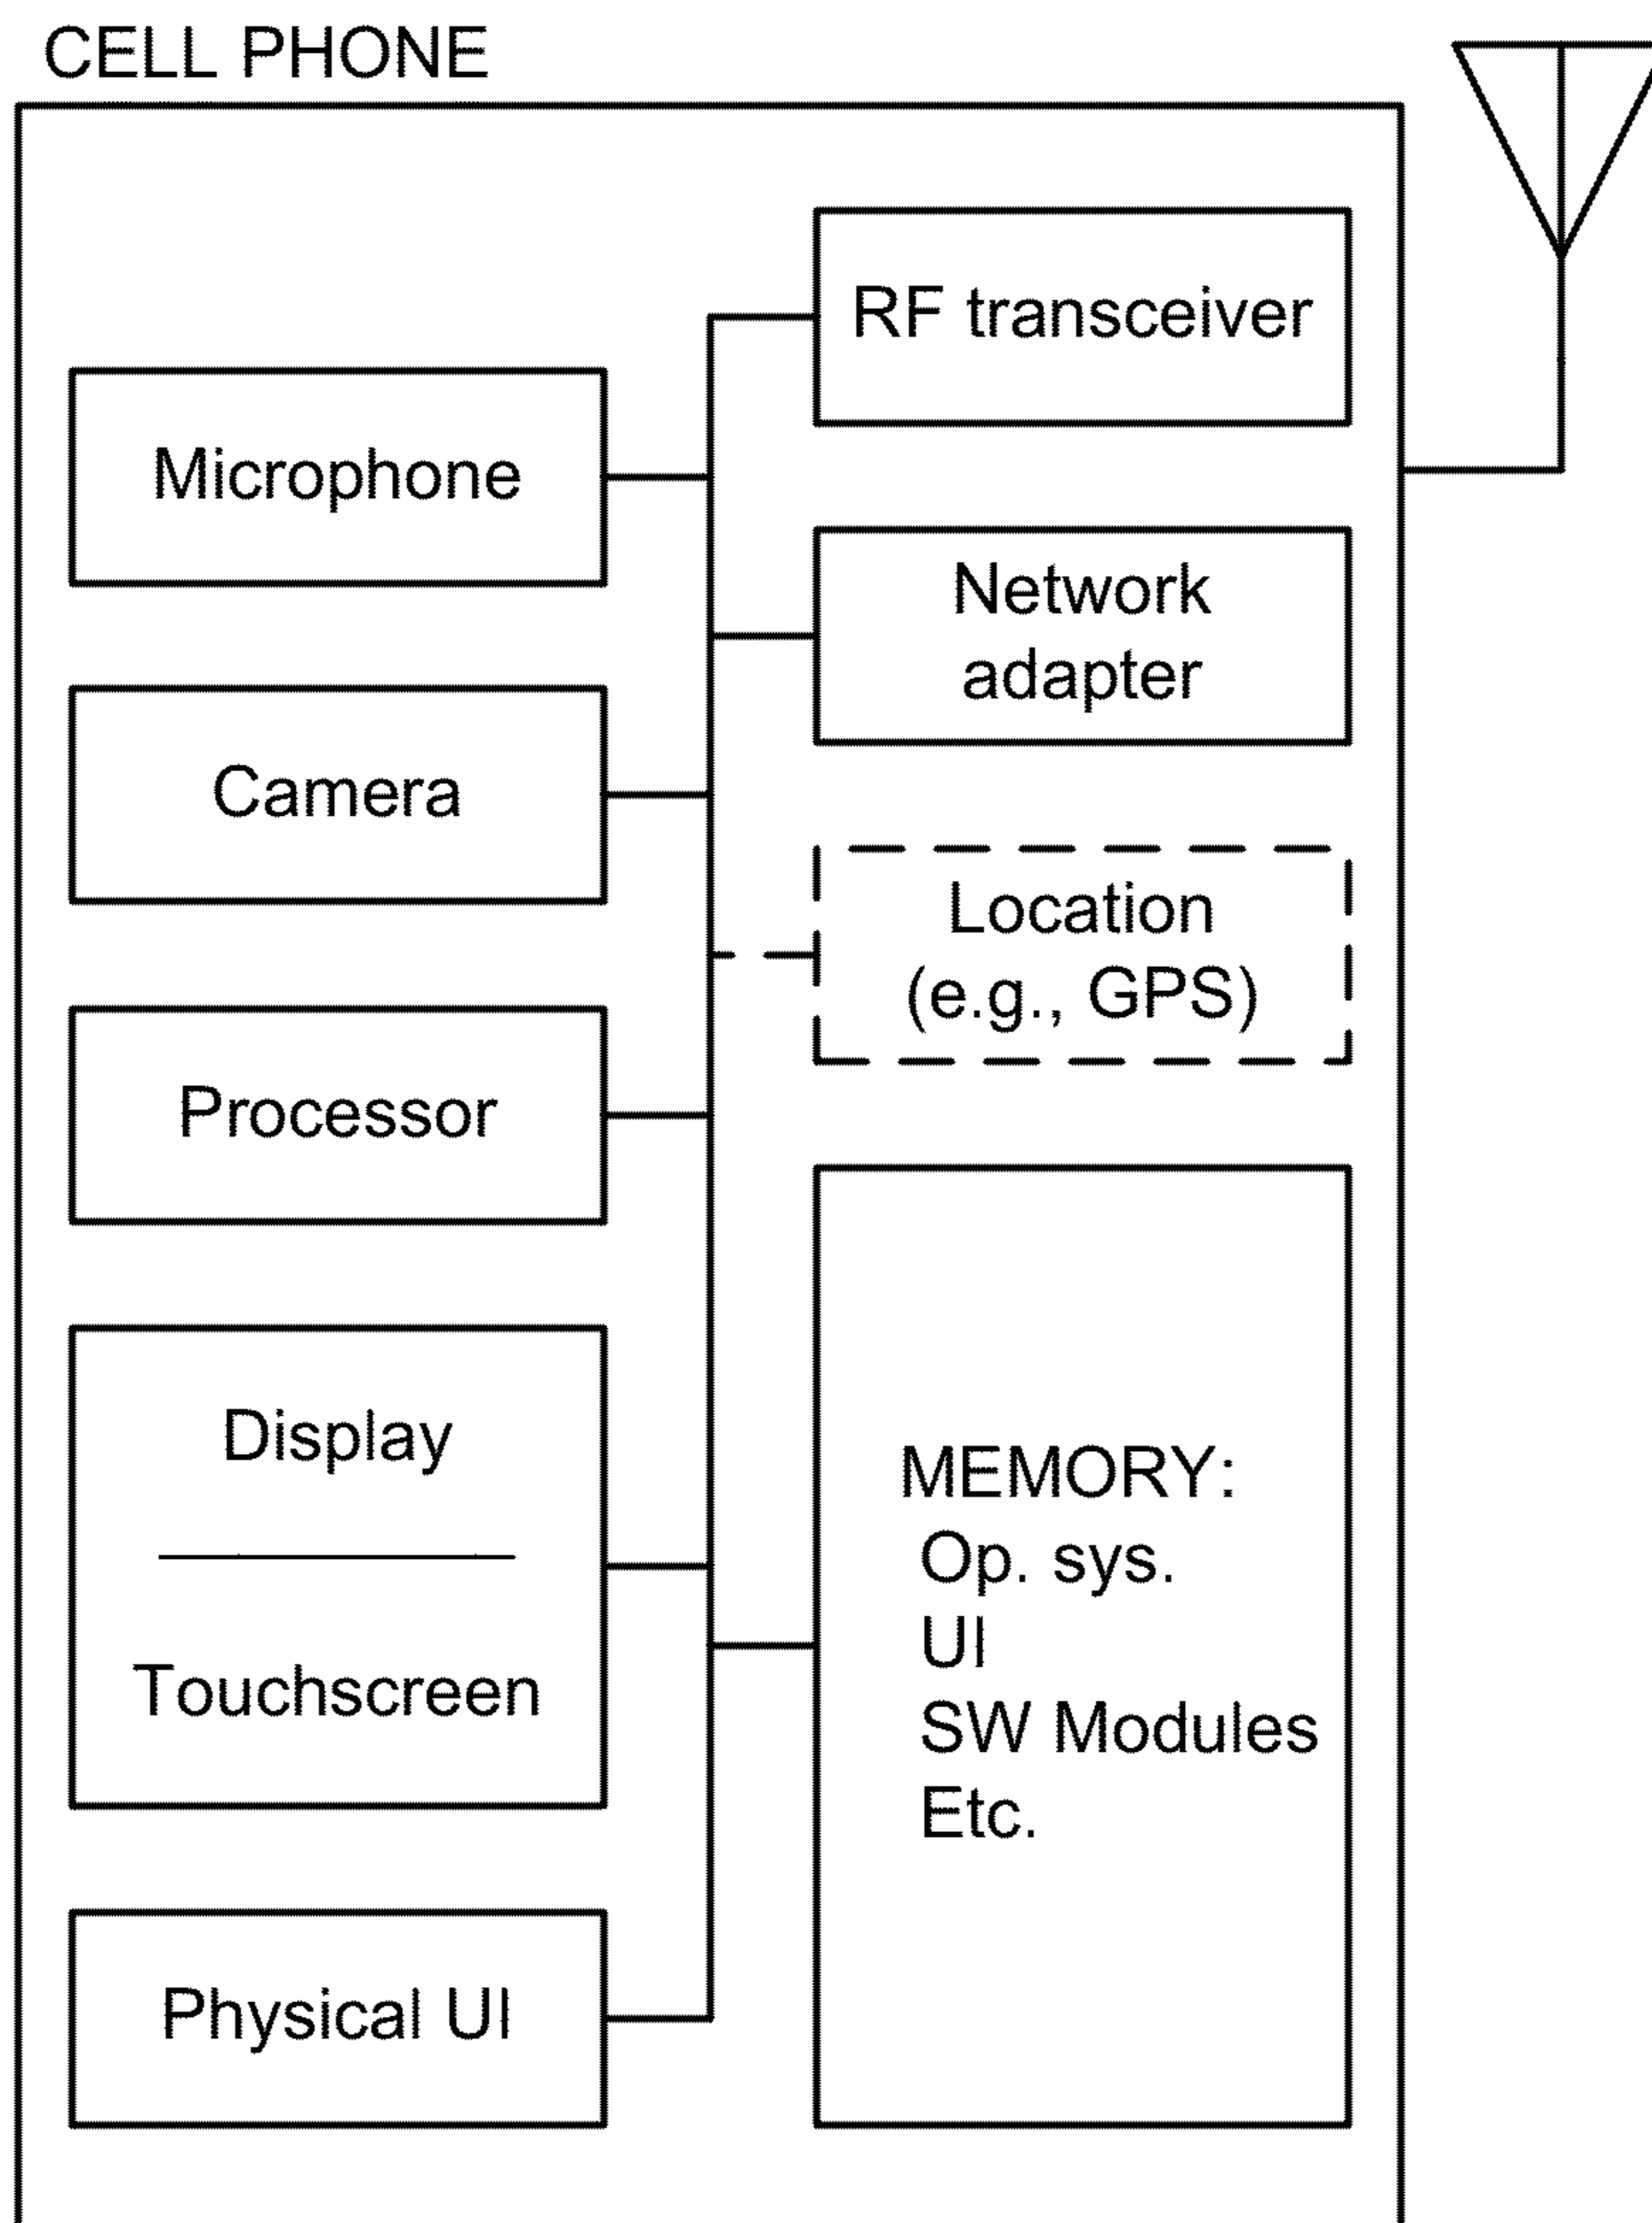 CELL PHONE
RF transceiver
Microphone
Network
adapter
Camera
Location
(e.g., GPS)
Processor
Display
Touchscreen
MEMORY:
Op. sys.
UI
SW Modules
Etc.
Physical UI